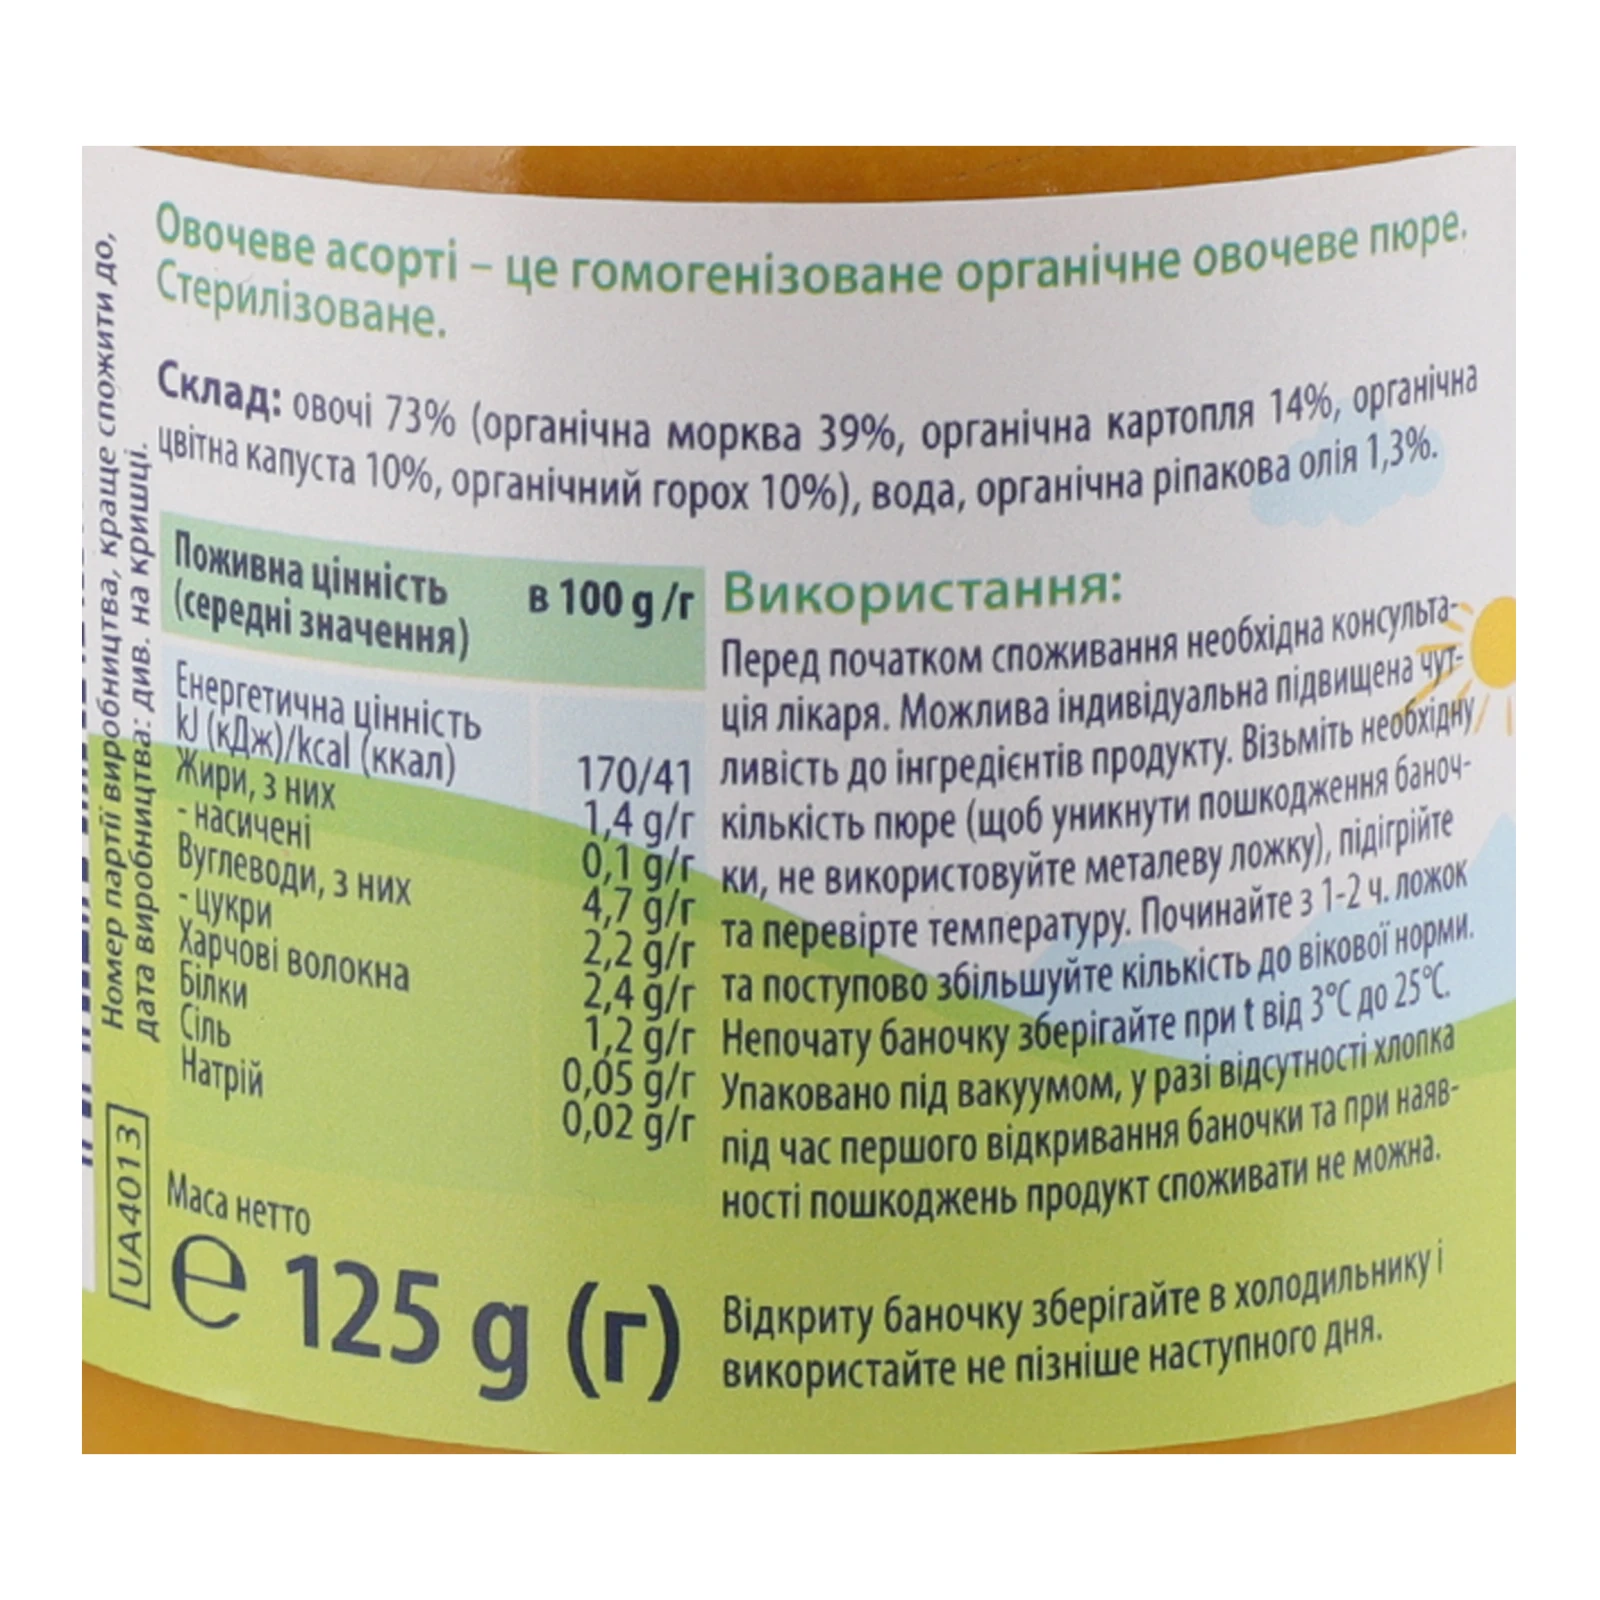 Овочеве асорті – це гомогенізоване органічне овочеве пюре.
Стерилізоване.
Склад: овочі 73% (органічна морква 39%, органічна картопля 14%, органічна
цвітна капуста 10%, органічний горох 10%), вода, органічна ріпакова олія 1,3%.
Поживна цінність
(середні значення)
в 100 g /г
Енергетична цінність
kJ (кДж)/kcal (ккал) 170/41
Жири, з них 1,4 g/г
- насичені 0,1 g/г
Вуглеводи, з них 4,7 g/г
- цукри 2,2 g/г
Харчові волокна 2,4 g/г
Білки 1,2 g/г
Сіль 0,05 g/г
Натрій 0,02 g/г
Маса нетто
℮ 125 g (г)
Використання:
Перед початком споживання необхідна консульта-
ція лікаря. Можлива індивідуальна підвищена чут-
ливість до інгредієнтів продукту. Візьміть необхідну
кількість пюре (щоб уникнути пошкодження баноч-
ки, не використовуйте металеву ложку), підігрійте
та перевірте температуру. Починайте з 1-2 ч. ложок
та поступово збільшуйте кількість до вікової норми.
Непочату баночку зберігайте при t від 3°C до 25°C.
Упаковано під вакуумом, у разі відсутності хлопка
під час першого відкривання баночки та при наяв-
ності пошкоджень продукт споживати не можна.
Відкриту баночку зберігайте в холодильнику і
використайте не пізніше наступного дня.
Номер партії виробництва, краще спожити до,
дата виробництва: див. на кришці.
UA4013